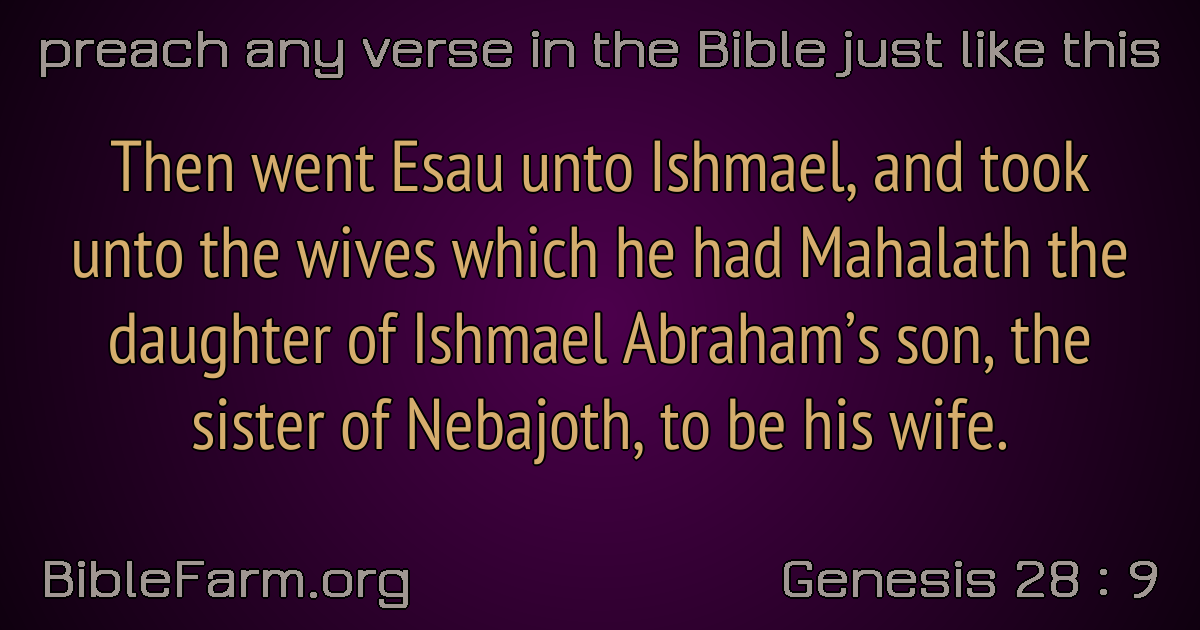 preach any verse in the Bible just like this
Then went Esau unto Ishmael, and took
unto the wives which he had Mahalath the
daughter of Ishmael Abraham’s son, the
sister of Nebajoth, to be his wife.
BibleFarm.org
Genesis 28 : 9